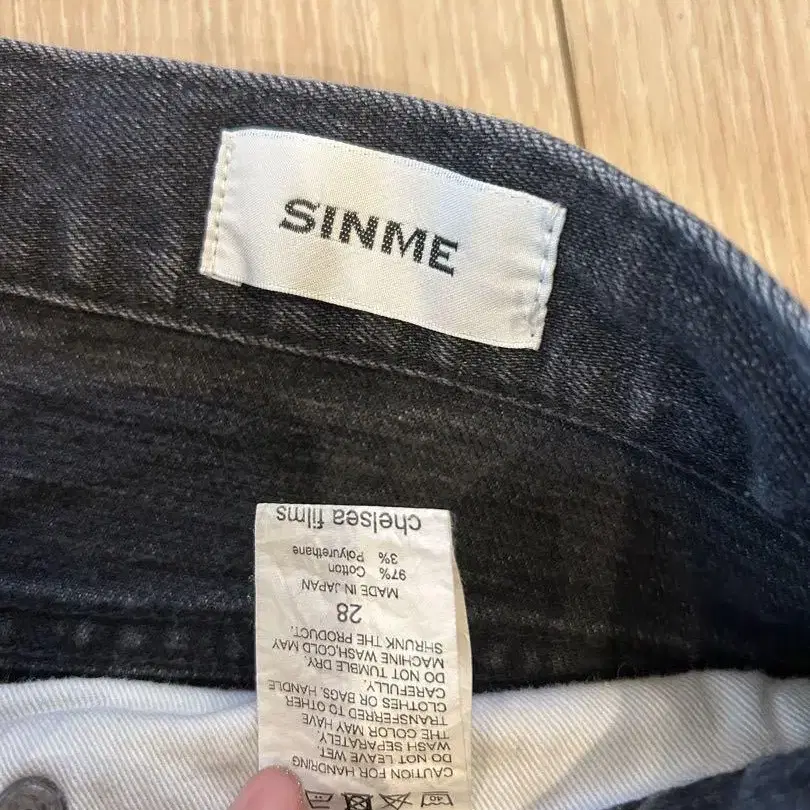 SINME
CAUTION FOR HANDRING
DO NOT LEAVE WET.
WASH SEPARATELY.
THE COLOR MAY HAVE
TRANSFERRED TO OTHER
CLOTHES OR BAGS. HANDLE
CAREFULLY.
DO NOT TUMBLE DRY.
MACHINE WASH,COLD MAY
SHRUNK THE PRODUCT.
28
MADE IN JAPAN
97% Cotton
3% Polyurethane
chelsea films